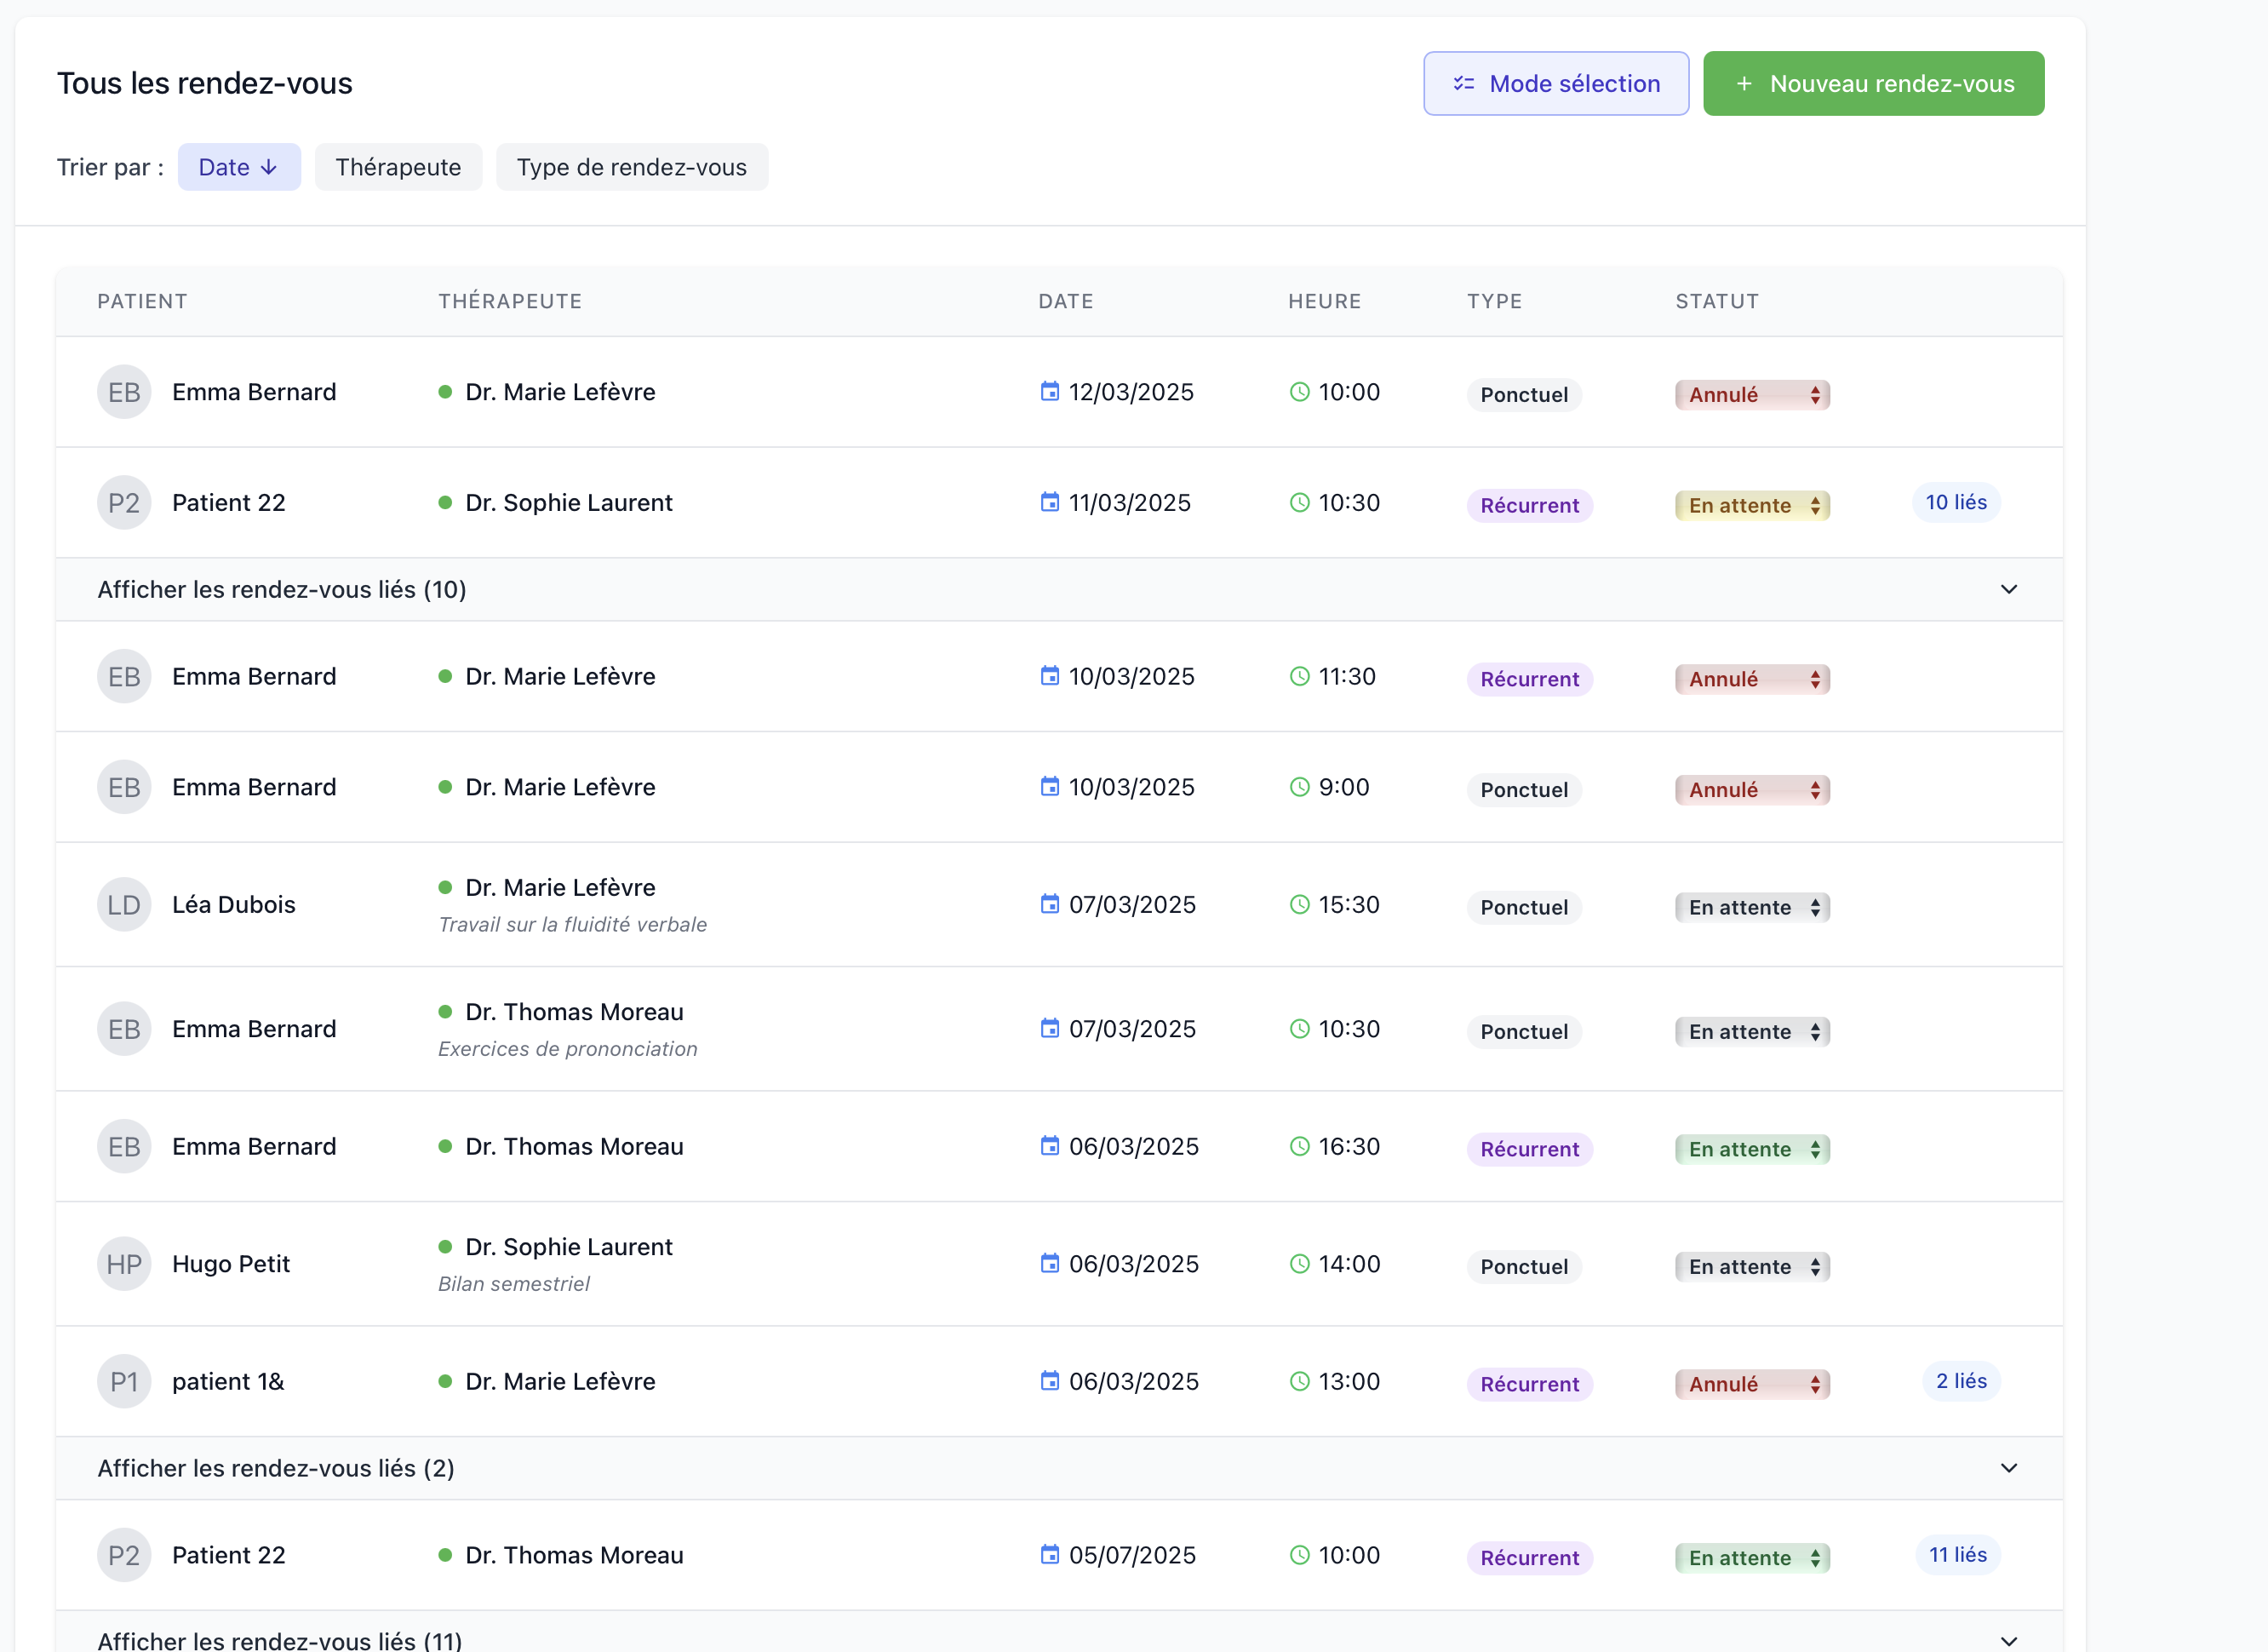 Tous les rendez-vous
Mode sélection
+ Nouveau rendez-vous
Trier par : Date ↓ Thérapeute Type de rendez-vous
PATIENT THÉRAPEUTE DATE HEURE TYPE STATUT
EB Emma Bernard Dr. Marie Lefèvre 12/03/2025 10:00 Ponctuel Annulé
P2 Patient 22 Dr. Sophie Laurent 11/03/2025 10:30 Récurrent En attente 10 liés
Afficher les rendez-vous liés (10)
EB Emma Bernard Dr. Marie Lefèvre 10/03/2025 11:30 Récurrent Annulé
EB Emma Bernard Dr. Marie Lefèvre 10/03/2025 9:00 Ponctuel Annulé
LD Léa Dubois Dr. Marie Lefèvre 07/03/2025 15:30 Ponctuel En attente
Travail sur la fluidité verbale
EB Emma Bernard Dr. Thomas Moreau 07/03/2025 10:30 Ponctuel En attente
Exercices de prononciation
EB Emma Bernard Dr. Thomas Moreau 06/03/2025 16:30 Récurrent En attente
HP Hugo Petit Dr. Sophie Laurent 06/03/2025 14:00 Ponctuel En attente
Bilan semestriel
P1 patient 1& Dr. Marie Lefèvre 06/03/2025 13:00 Récurrent Annulé 2 liés
Afficher les rendez-vous liés (2)
P2 Patient 22 Dr. Thomas Moreau 05/07/2025 10:00 Récurrent En attente 11 liés
Afficher les rendez-vous liés (11)